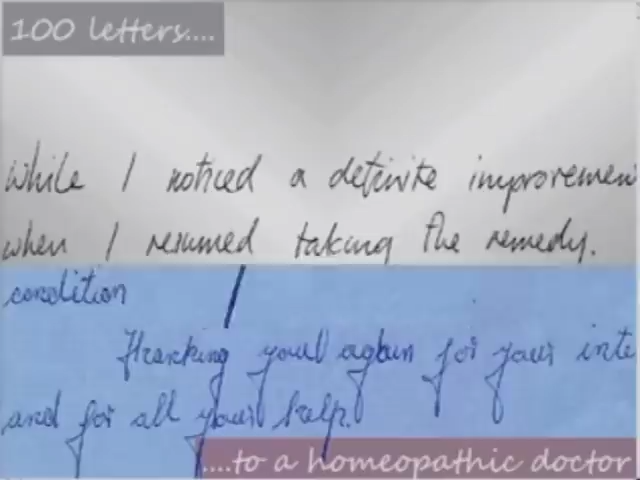 100 letters....
While I noticed a definite improvemen
when I resumed taking the remedy.
condition
Thanking you again for your inte
and for all your help.
....to a homeopathic doctor